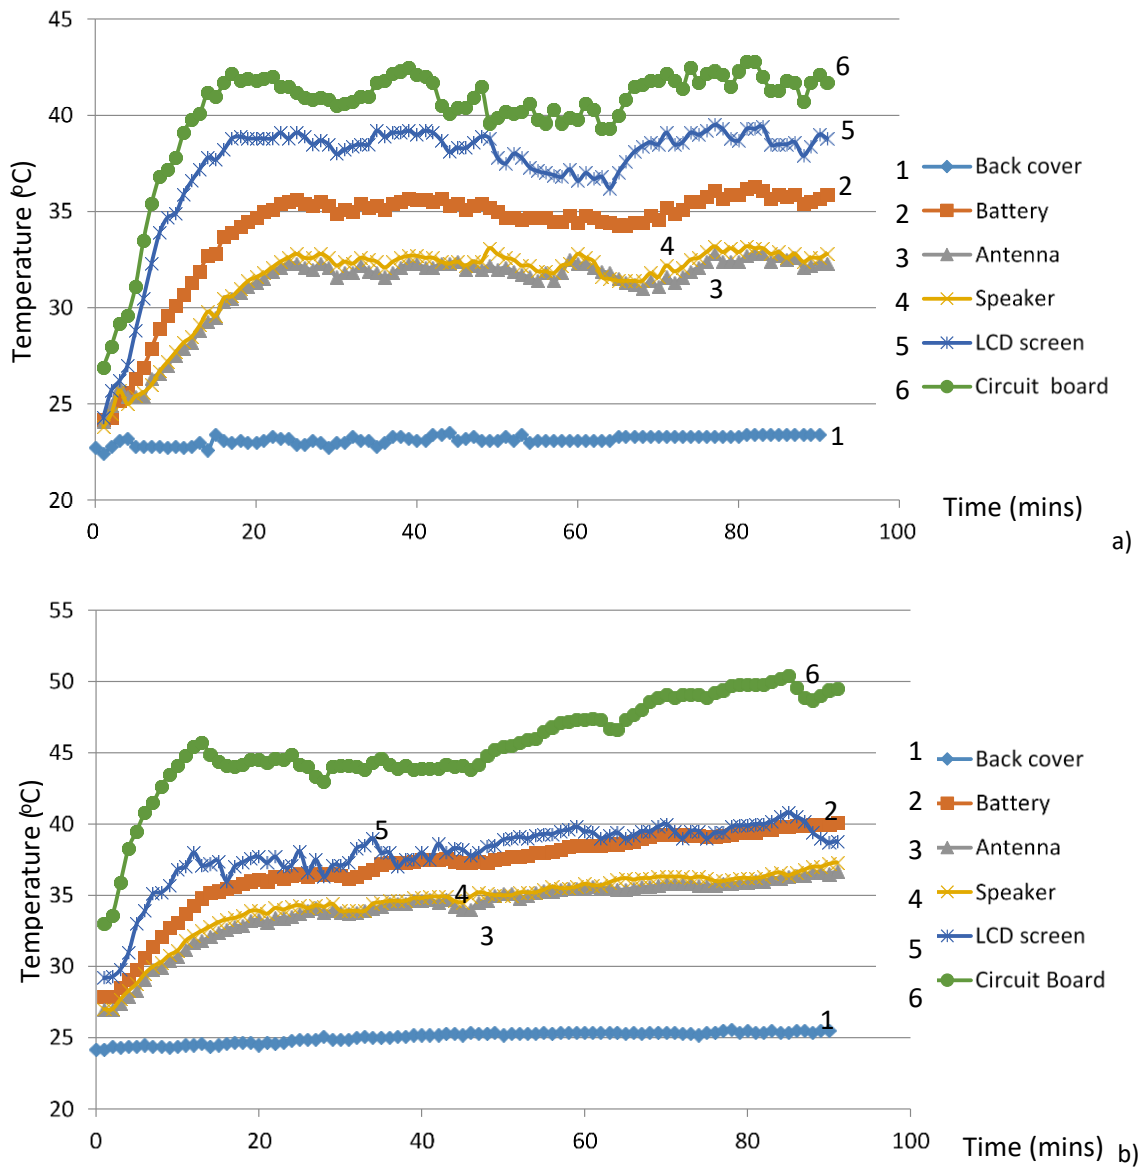 45
40
35
30
25
20
Temperature (ºC)
0
20
40
60
80
100
Time (mins)
a)
6
5
2
4
3
1
1 Back cover
2 Battery
3 Antenna
4 Speaker
5 LCD screen
6 Circuit board
55
50
45
40
35
30
25
20
Temperature (ºC)
0
20
40
60
80
100
Time (mins)
b)
6
5
2
4
3
1
1 Back cover
2 Battery
3 Antenna
4 Speaker
5 LCD screen
6 Circuit Board